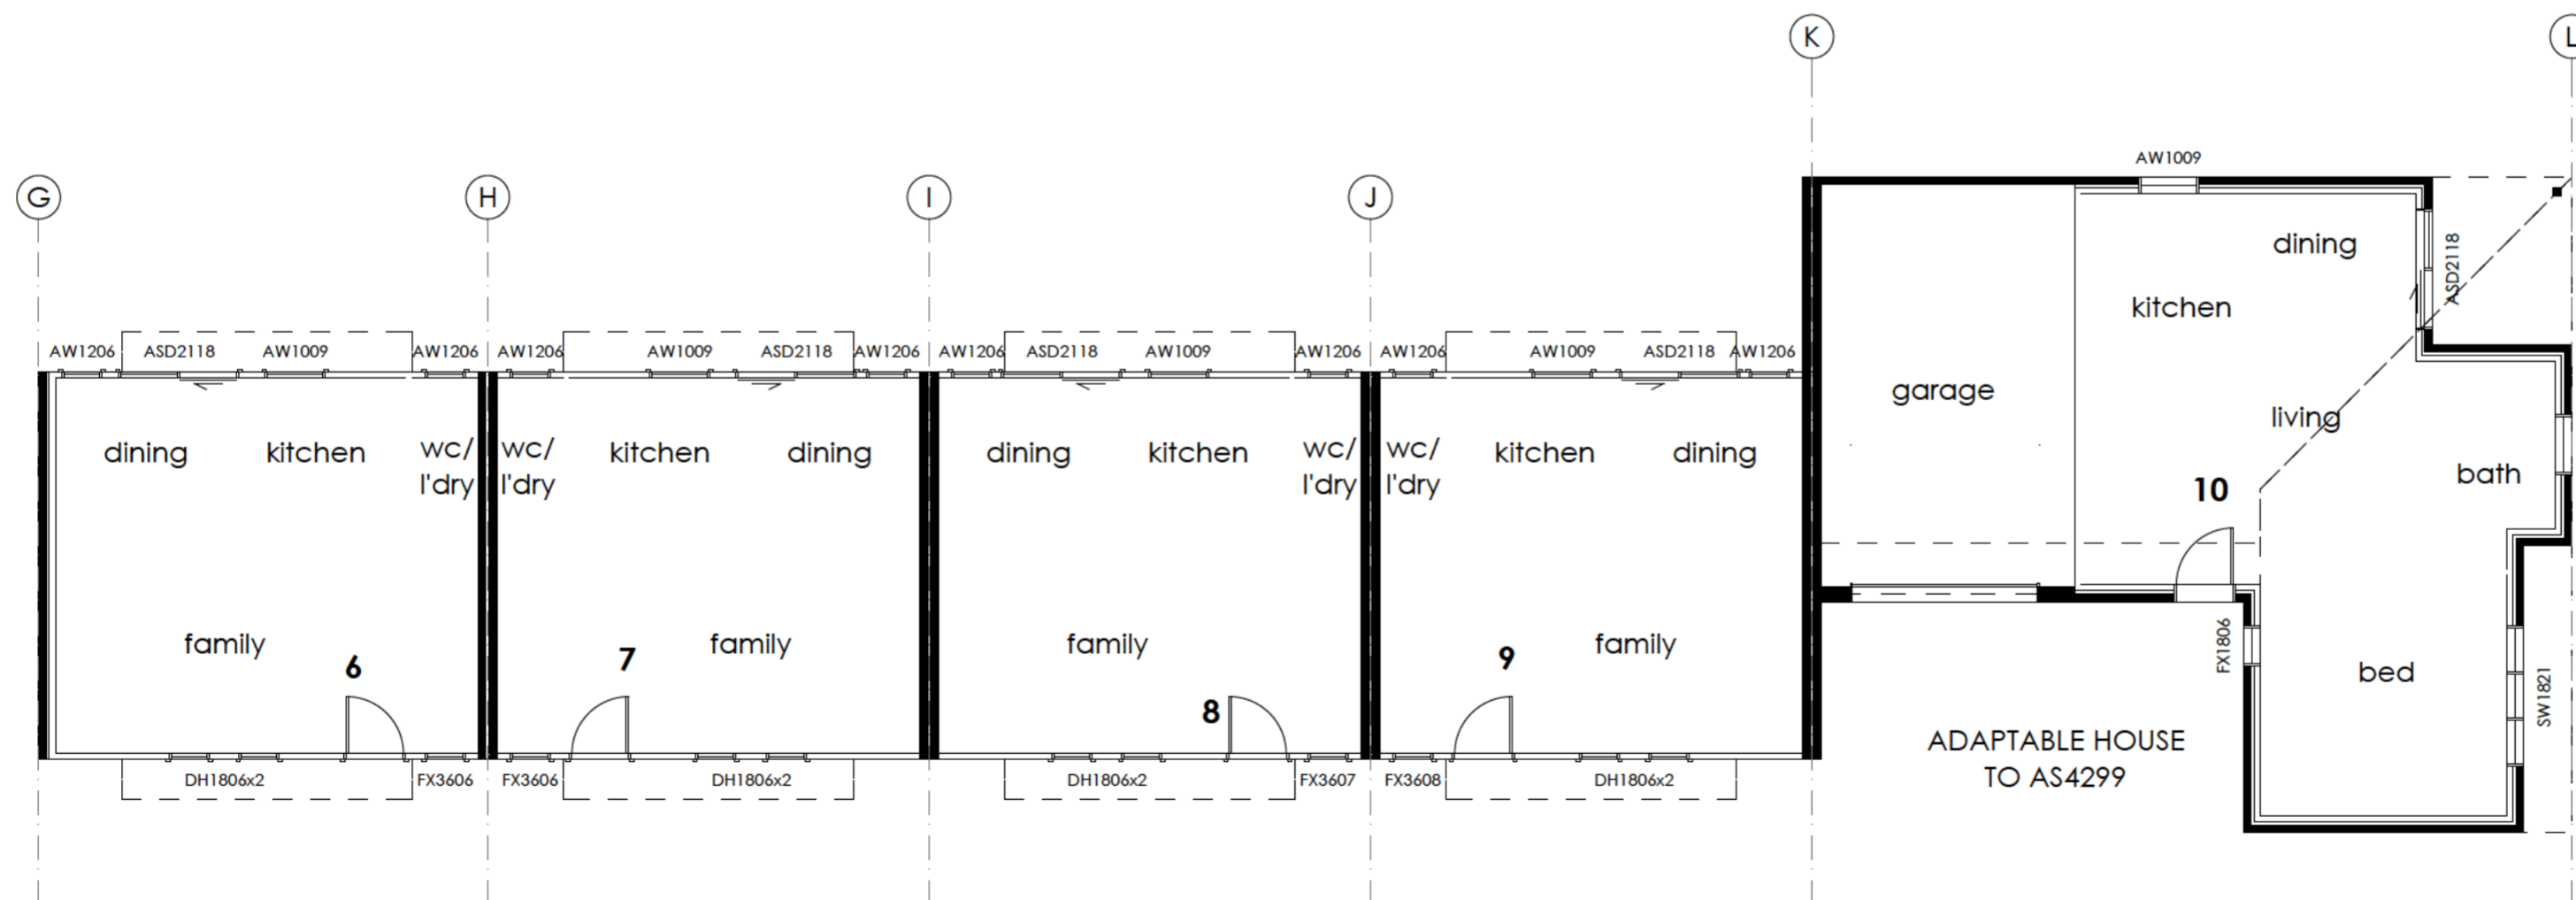 K
L
AW1009
G
H
I
J
dining
ASD2118
kitchen
AW1206
ASD2118
AW1009
AW1206
AW1206
AW1009
ASD2118
AW1206
AW1206
ASD2118
AW1009
AW1206
AW1206
AW1009
ASD2118
AW1206
garage
living
dining
kitchen
wc/
l'dry
wc/
l'dry
kitchen
dining
dining
kitchen
wc/
l'dry
wc/
l'dry
kitchen
dining
bath
10
family
6
7
family
family
8
9
family
FX1806
bed
SW1821
ADAPTABLE HOUSE
TO AS4299
DH1806x2
FX3606
FX3606
DH1806x2
DH1806x2
FX3607
FX3608
DH1806x2